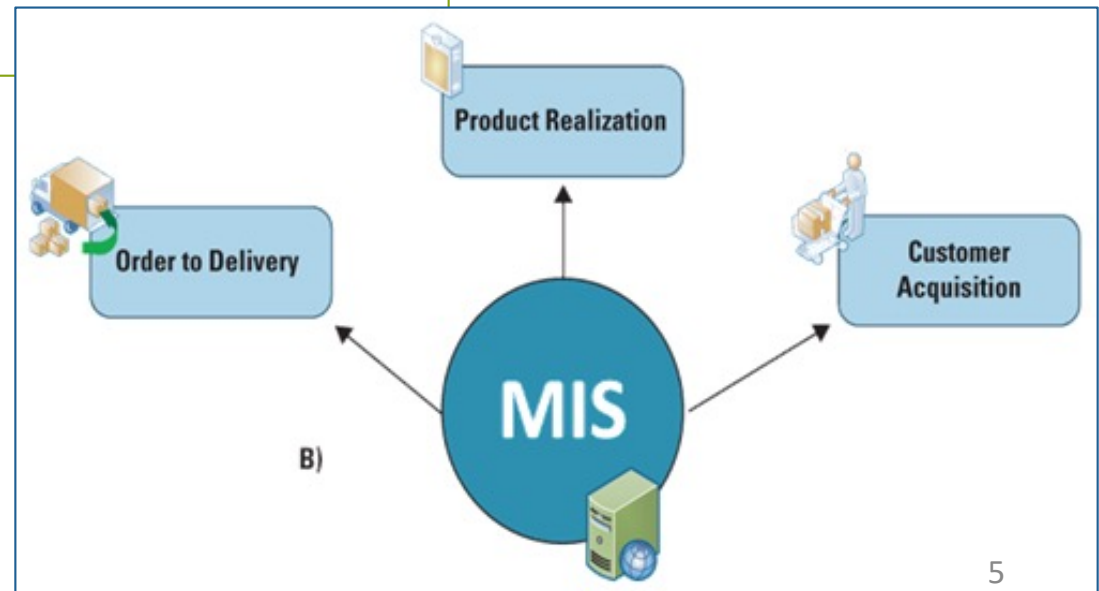 Product Realization
Order to Delivery
Customer
Acquisition
MIS
B)
5